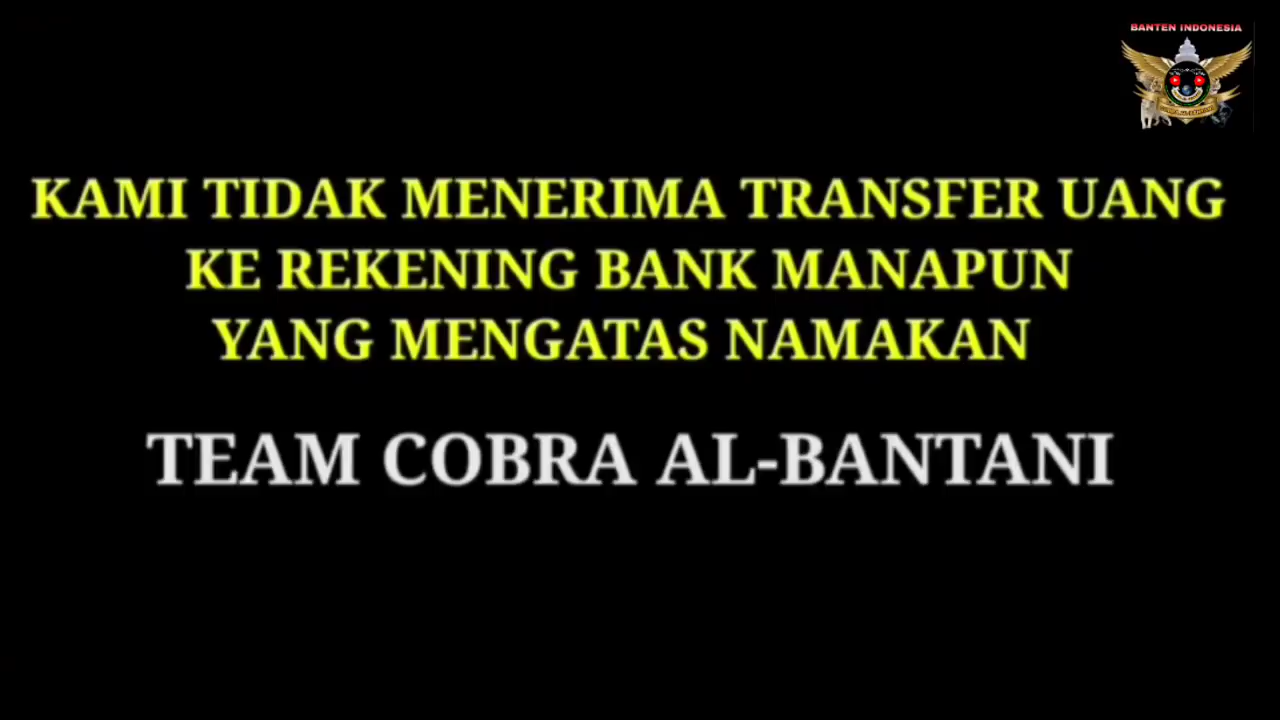 BANTEN INDONESIA
KAMI TIDAK MENERIMA TRANSFER UANG
KE REKENING BANK MANAPUN
YANG MENGATAS NAMAKAN
TEAM COBRA AL-BANTANI